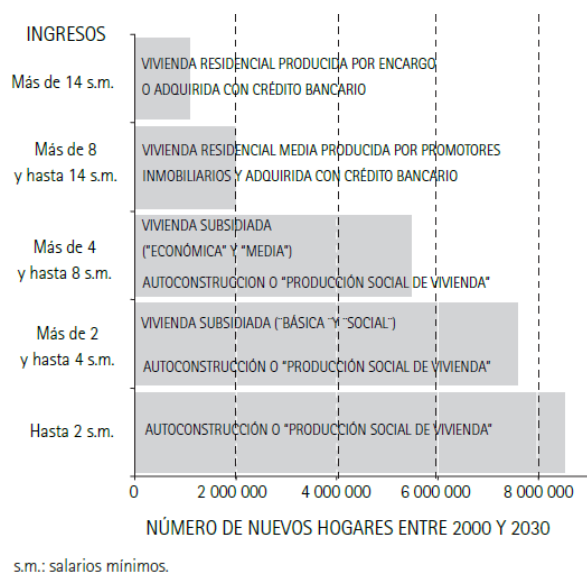 INGRESOS
Más de 14 s.m.
VIVIENDA RESIDENCIAL PRODUCIDA POR ENCARGO
O ADQUIRIDA CON CRÉDITO BANCARIO
Más de 8
y hasta 14 s.m.
VIVIENDA RESIDENCIAL MEDIA PRODUCIDA POR PROMOTORES
INMOBILIARIOS Y ADQUIRIDA CON CRÉDITO BANCARIO
Más de 4
y hasta 8 s.m.
VIVIENDA SUBSIDIADA
("ECONÓMICA" Y "MEDIA")
AUTOCONSTRUCCION O "PRODUCCIÓN SOCIAL DE VIVIENDA"
Más de 2
y hasta 4 s.m.
VIVIENDA SUBSIDIADA (¨BÁSICA ¨Y ¨SOCIAL¨)
AUTOCONSTRUCCIÓN O "PRODUCCIÓN SOCIAL DE VIVIENDA"
Hasta 2 s.m.
AUTOCONSTRUCCIÓN O "PRODUCCIÓN SOCIAL DE VIVIENDA"
0 2 000 000 4 000 000 6 000 000 8 000 000
NÚMERO DE NUEVOS HOGARES ENTRE 2000 Y 2030
s.m.: salarios mínimos.